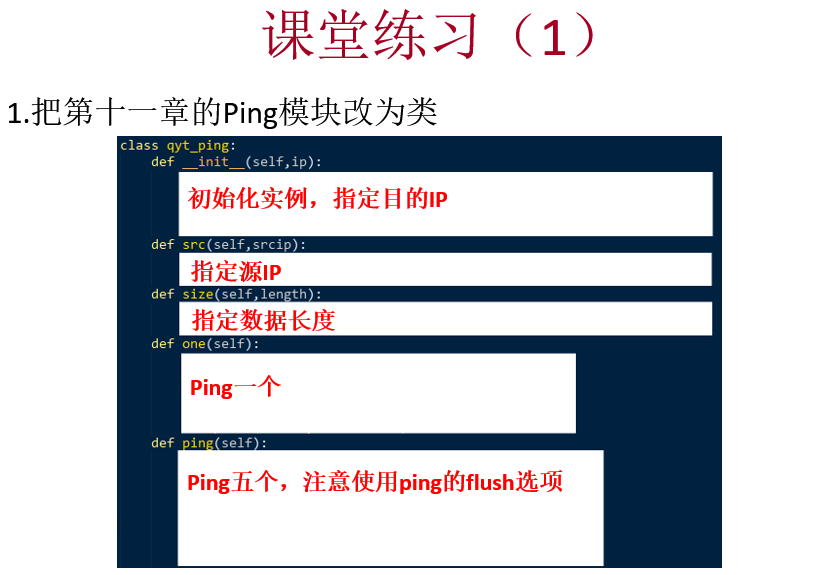 课堂练习（1）
1.把第十一章的Ping模块改为类
class qyt_ping:
def __init__(self,ip):
初始化实例，指定目的IP
def src(self,srcip):
指定源IP
def size(self,length):
指定数据长度
def one(self):
Ping一个
def ping(self):
Ping五个，注意使用ping的flush选项